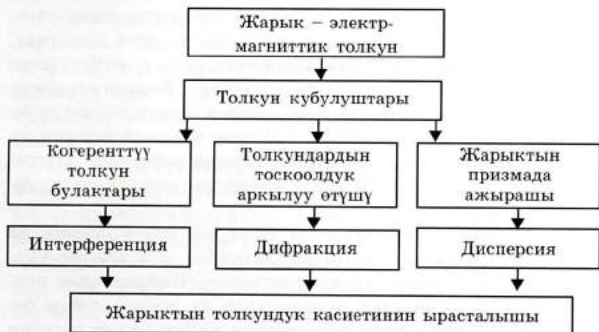 Жарык – электр-
магниттик толкун
Толкун кубулуштары
Когеренттүү
толкун
булактары
Толкундардын
тоскоолдук
аркылуу өтүшү
Жарыктын
призмада
ажырашы
Интерференция
Дифракция
Дисперсия
Жарыктын толкундук касиетинин ырасталышы